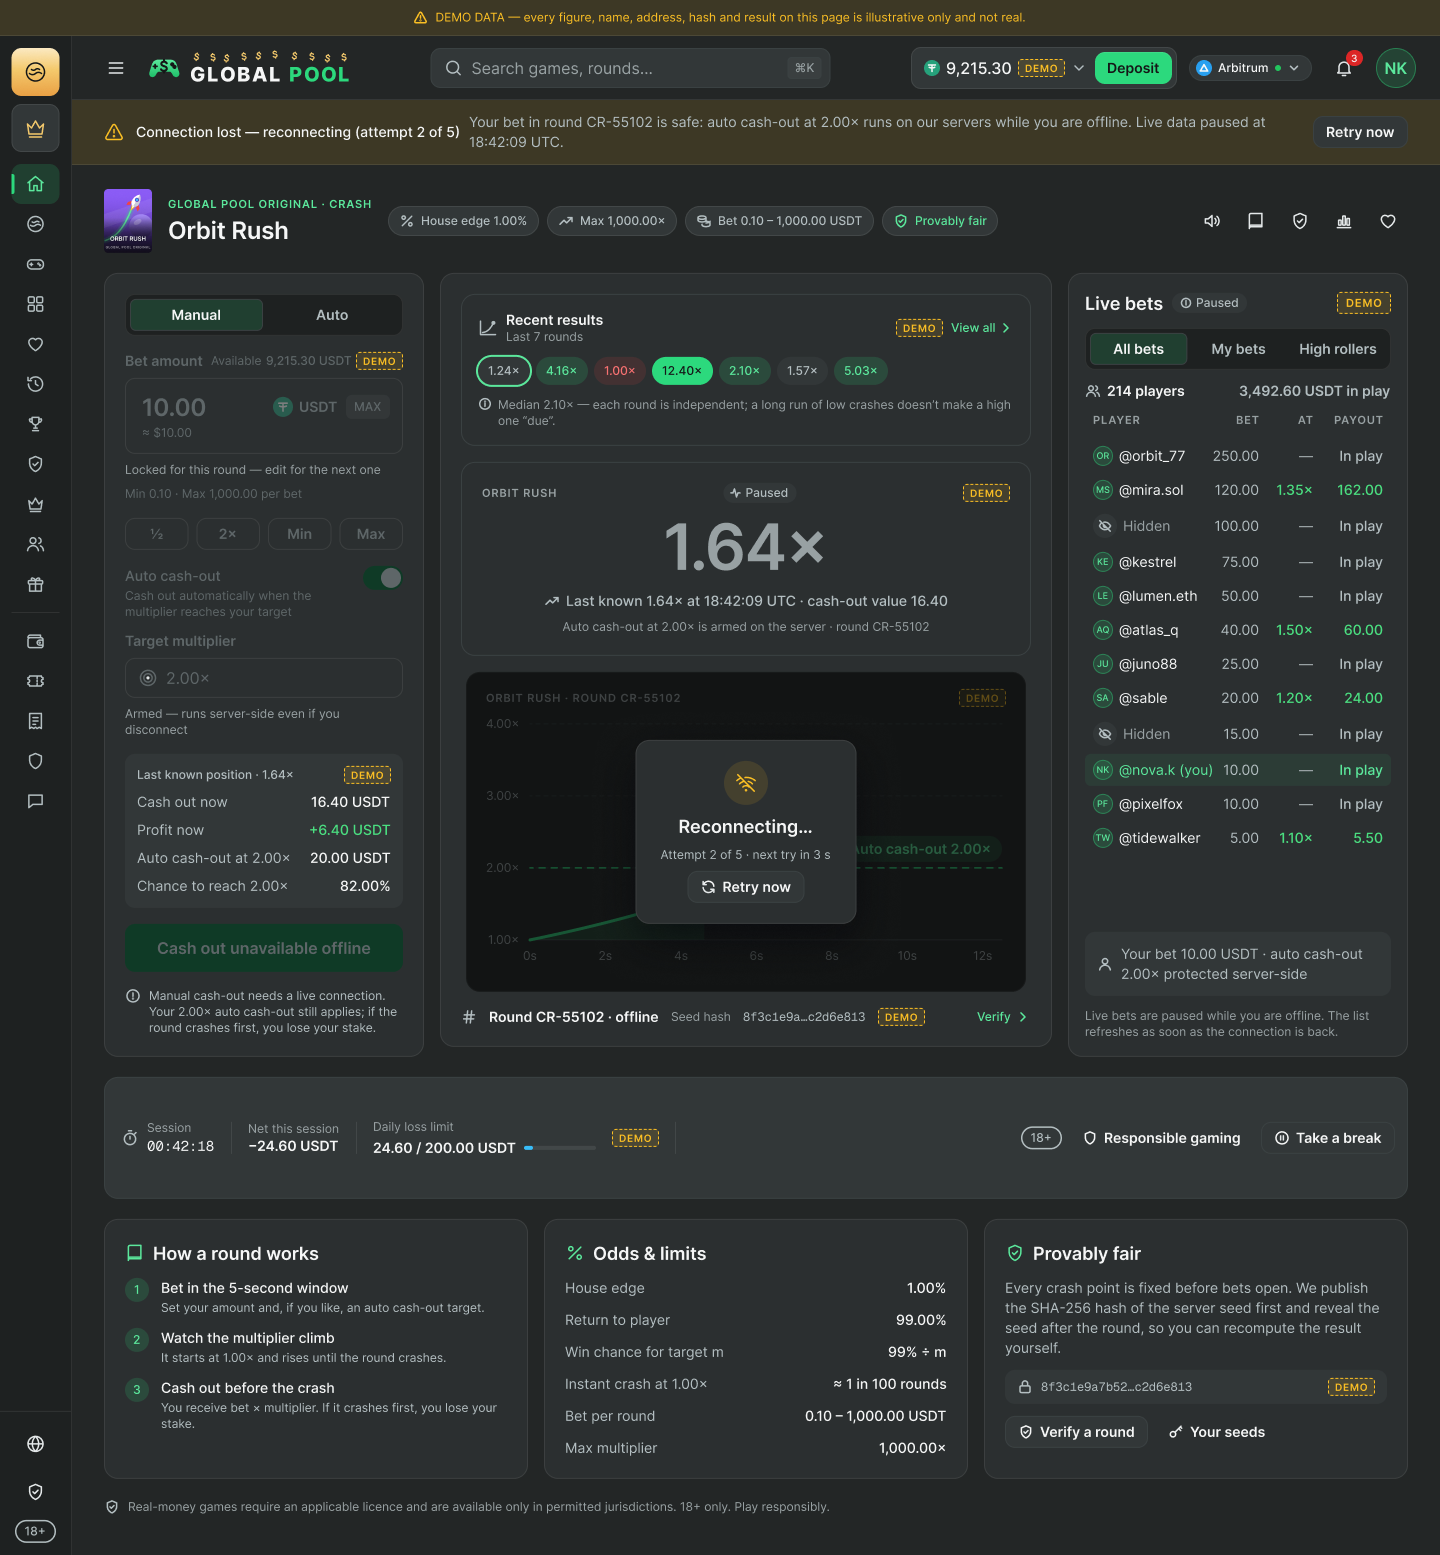 DEMO DATA — every figure, name, address, hash and result on this page is illustrative only and not real.
$ $ $ $ $ $ $ $ $
GLOBAL POOL
Search games, rounds...
⌘K
9,215.30 DEMO
Deposit
Arbitrum
3
NK
Connection lost — reconnecting (attempt 2 of 5)
Your bet in round CR-55102 is safe: auto cash-out at 2.00× runs on our servers while you are offline. Live data paused at
18:42:09 UTC.
Retry now
ORBIT RUSH
GLOBAL POOL ORIGINAL
GLOBAL POOL ORIGINAL · CRASH
Orbit Rush
House edge 1.00%
Max 1,000.00×
Bet 0.10 – 1,000.00 USDT
Provably fair
Manual
Auto
Bet amount
Available 9,215.30 USDT DEMO
10.00
USDT
MAX
≈ $10.00
Locked for this round — edit for the next one
Min 0.10 · Max 1,000.00 per bet
½
2×
Min
Max
Auto cash-out
Cash out automatically when the
multiplier reaches your target
Target multiplier
2.00×
Armed — runs server-side even if you
disconnect
Last known position · 1.64×
DEMO
Cash out now 16.40 USDT
Profit now +6.40 USDT
Auto cash-out at 2.00× 20.00 USDT
Chance to reach 2.00× 82.00%
Cash out unavailable offline
Manual cash-out needs a live connection.
Your 2.00× auto cash-out still applies; if the
round crashes first, you lose your stake.
Recent results
Last 7 rounds
DEMO
View all
1.24×
4.16×
1.00×
12.40×
2.10×
1.57×
5.03×
Median 2.10× — each round is independent; a long run of low crashes doesn't make a high
one “due”.
ORBIT RUSH
Paused
DEMO
1.64×
Last known 1.64× at 18:42:09 UTC · cash-out value 16.40
Auto cash-out at 2.00× is armed on the server · round CR-55102
ORBIT RUSH · ROUND CR-55102
DEMO
4.00×
3.00×
2.00×
1.00×
Auto cash-out 2.00×
0s 2s 4s 6s 8s 10s 12s
Reconnecting...
Attempt 2 of 5 · next try in 3 s
Retry now
Round CR-55102 · offline
Seed hash 8f3c1e9a…c2d6e813
DEMO
Verify
Live bets
Paused
DEMO
All bets
My bets
High rollers
214 players
3,492.60 USDT in play
PLAYER BET AT PAYOUT
OR @orbit_77 250.00 — In play
MS @mira.sol 120.00 1.35× 162.00
Hidden 100.00 — In play
KE @kestrel 75.00 — In play
LE @lumen.eth 50.00 — In play
AQ @atlas_q 40.00 1.50× 60.00
JU @juno88 25.00 — In play
SA @sable 20.00 1.20× 24.00
Hidden 15.00 — In play
NK @nova.k (you) 10.00 — In play
PF @pixelfox 10.00 — In play
TW @tidewalker 5.00 1.10× 5.50
Your bet 10.00 USDT · auto cash-out
2.00× protected server-side
Live bets are paused while you are offline. The list
refreshes as soon as the connection is back.
Session
00:42:18
Net this session
−24.60 USDT
Daily loss limit
24.60 / 200.00 USDT
DEMO
18+
Responsible gaming
Take a break
How a round works
1
Bet in the 5-second window
Set your amount and, if you like, an auto cash-out target.
2
Watch the multiplier climb
It starts at 1.00× and rises until the round crashes.
3
Cash out before the crash
You receive bet × multiplier. If it crashes first, you lose your
stake.
Odds & limits
House edge 1.00%
Return to player 99.00%
Win chance for target m 99% ÷ m
Instant crash at 1.00× ≈ 1 in 100 rounds
Bet per round 0.10 – 1,000.00 USDT
Max multiplier 1,000.00×
Provably fair
Every crash point is fixed before bets open. We publish
the SHA-256 hash of the server seed first and reveal the
seed after the round, so you can recompute the result
yourself.
8f3c1e9a7b52…c2d6e813
DEMO
Verify a round
Your seeds
18+
Real-money games require an applicable licence and are available only in permitted jurisdictions. 18+ only. Play responsibly.